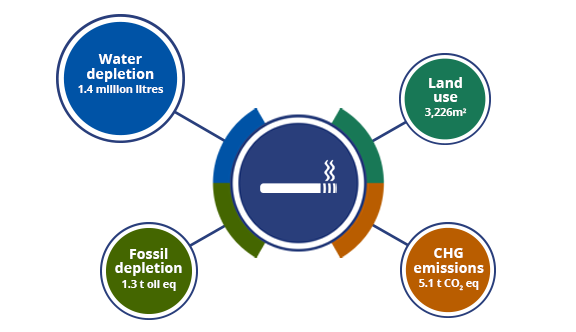 Water
depletion
1.4 million litres
Land
use
3,226m²
Fossil
depletion
1.3 t oil eq
CHG
emissions
5.1 t CO₂ eq